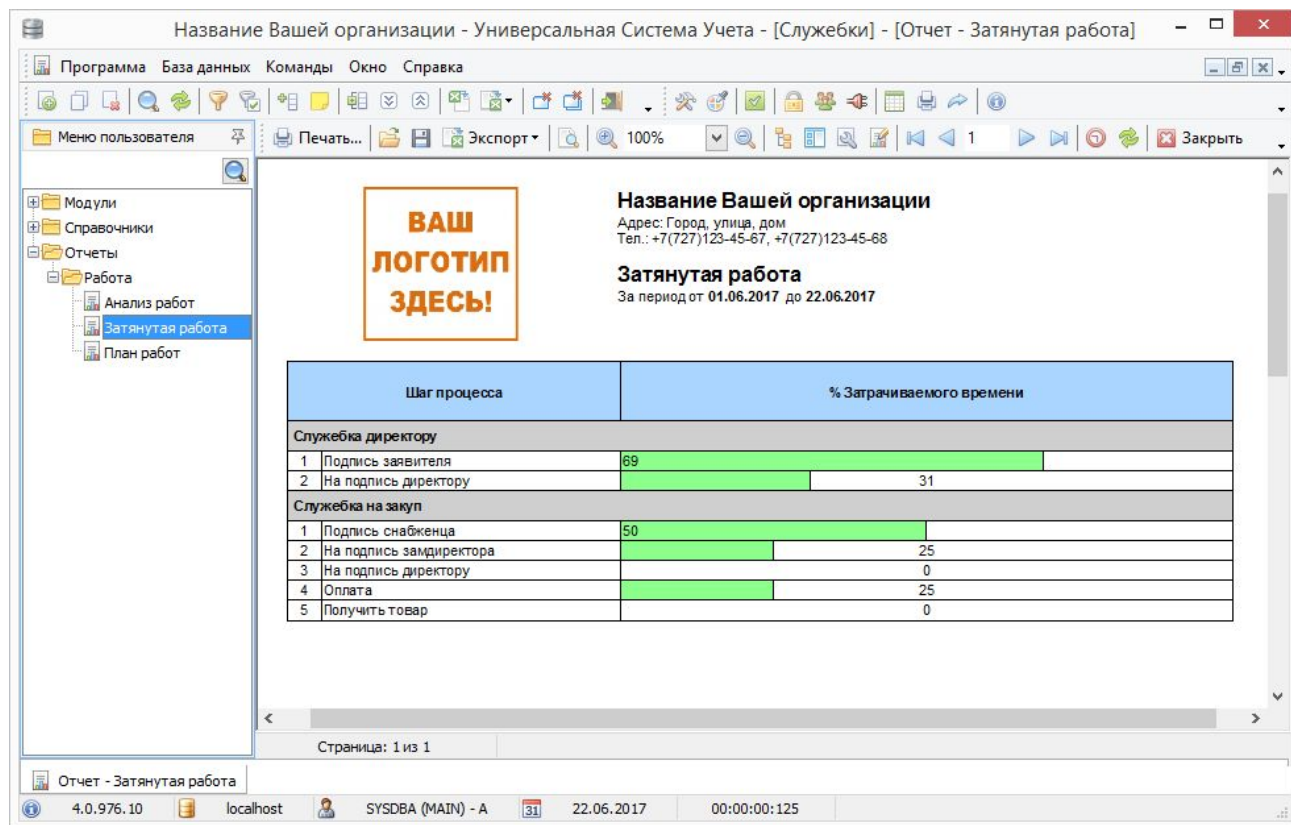 Название Вашей организации - Универсальная Система Учета - [Служебки] - [Отчет - Затянутая работа]
Программа База данных Команды Окно Справка
Меню пользователя
Печать... Экспорт 100% 1 Закрыть
Модули
Справочники
Отчеты
Работа
Анализ работ
Затянутая работа
План работ
ВАШ
ЛОГОТИП
ЗДЕСЬ!
Название Вашей организации
Адрес: Город, улица, дом
Тел.: +7(727)123-45-67, +7(727)123-45-68
Затянутая работа
За период от 01.06.2017 до 22.06.2017
Шаг процесса % Затрачиваемого времени
Служебка директору
1 Подпись заявителя 69
2 На подпись директору 31
Служебка на закуп
1 Подпись снабженца 50
2 На подпись замдиректора 25
3 На подпись директору 0
4 Оплата 25
5 Получить товар 0
Страница: 1 из 1
Отчет - Затянутая работа
4.0.976.10 localhost SYSDBA (MAIN) - A 31 22.06.2017 00:00:00:125